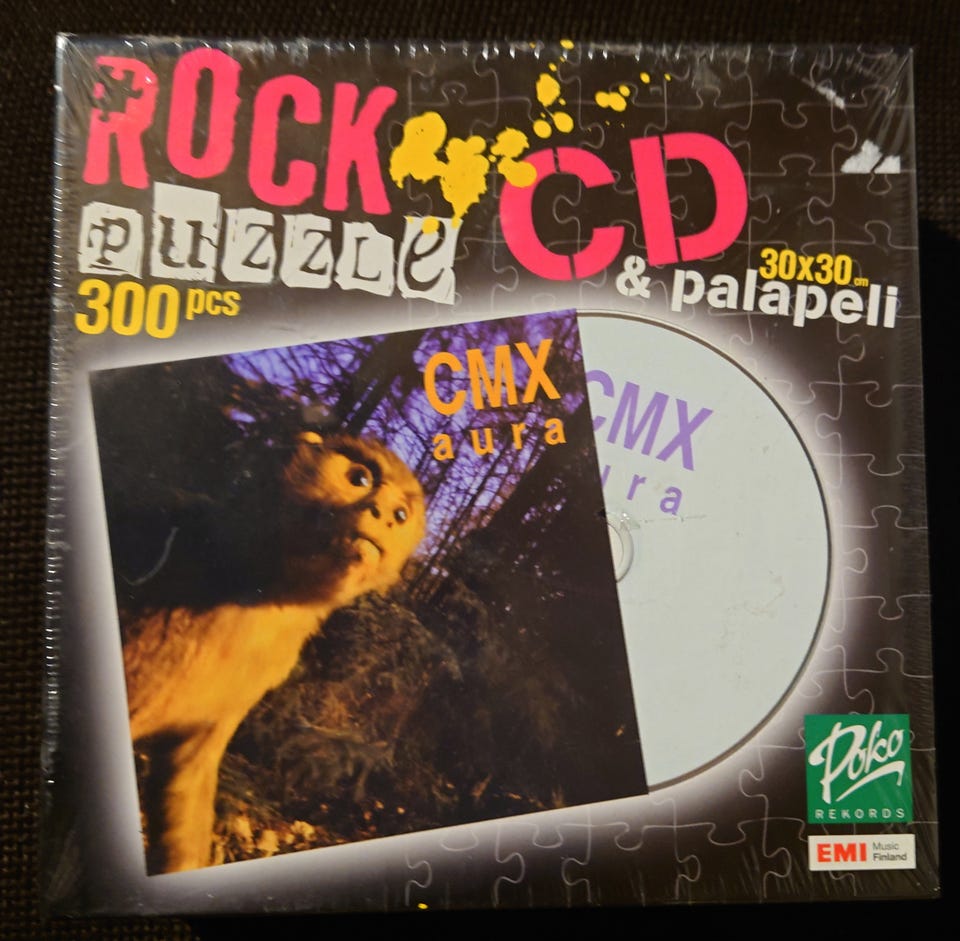 ROCK
puzzle
300 pcs
CD
30x30 cm
& palapeli
CMX
aura
CMX
ura
Poko
REKORDS
EMI Music
Finland